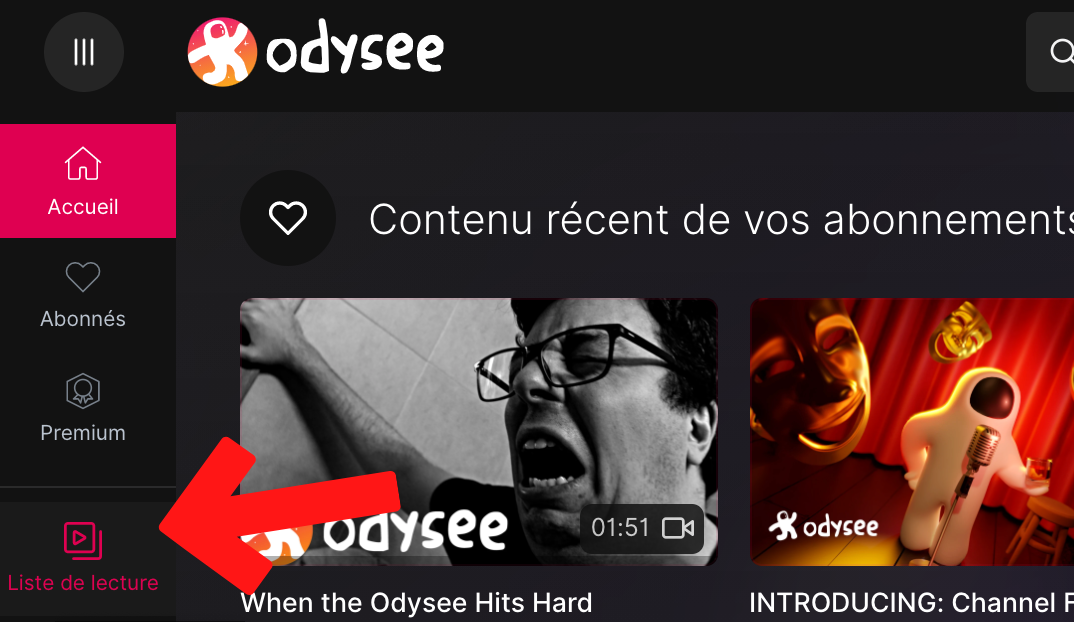 odysee
Accueil
Abonnés
Premium
Liste de lecture
Contenu récent de vos abonnements
odysee
01:51
When the Odysee Hits Hard
odysee
INTRODUCING: Channel